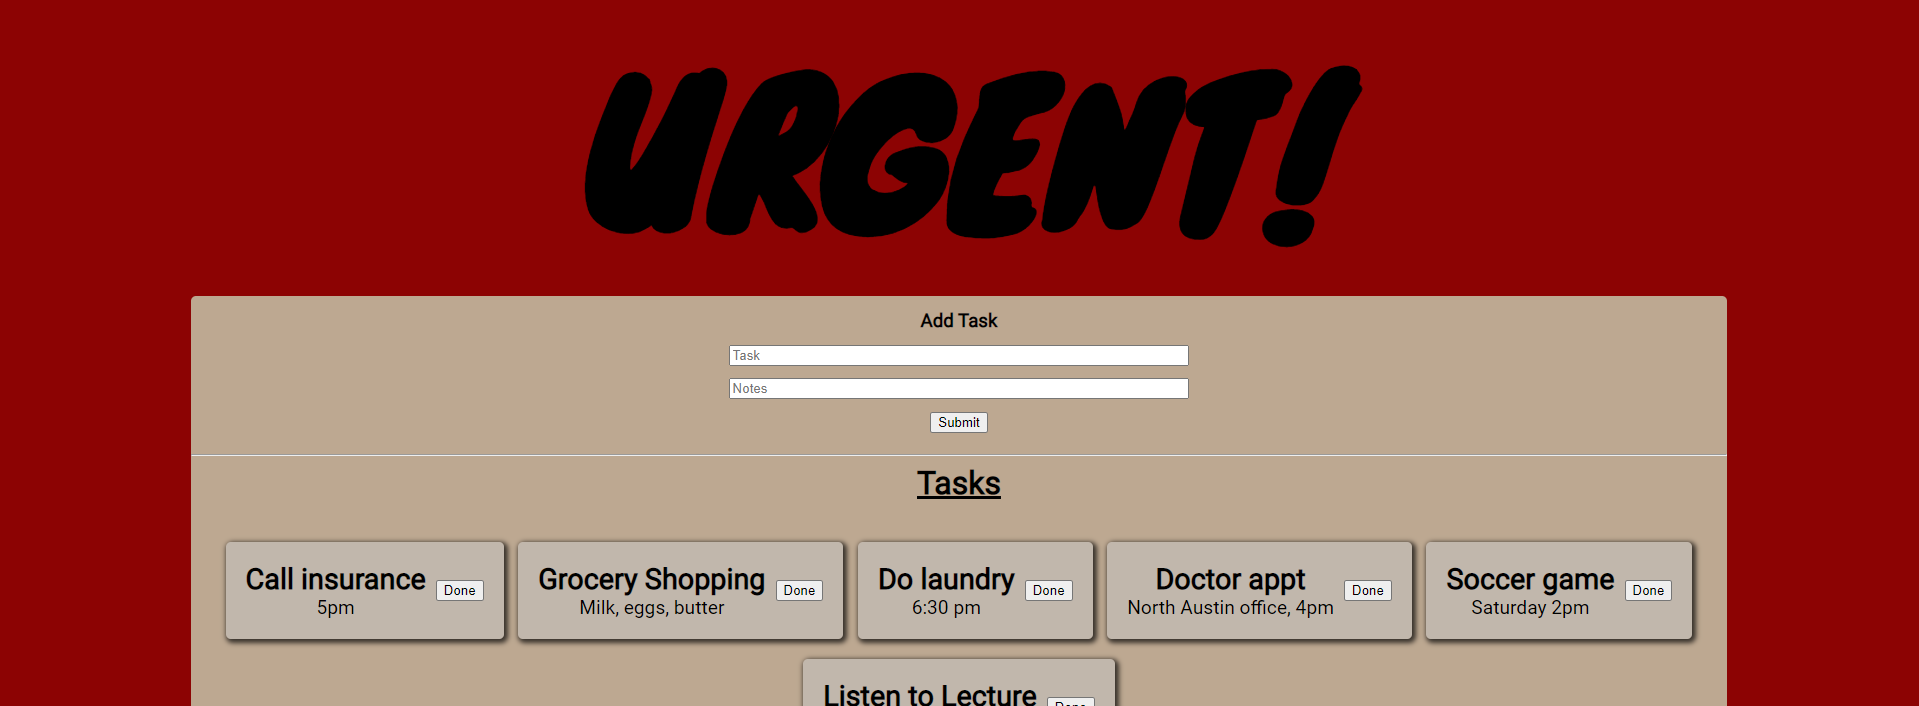 URGENT!
Add Task
Task
Notes
Submit
Tasks
Call insurance
5pm
Done
Grocery Shopping
Milk, eggs, butter
Done
Do laundry
6:30 pm
Done
Doctor appt
North Austin office, 4pm
Done
Soccer game
Saturday 2pm
Done
Listen to Lecture
Done